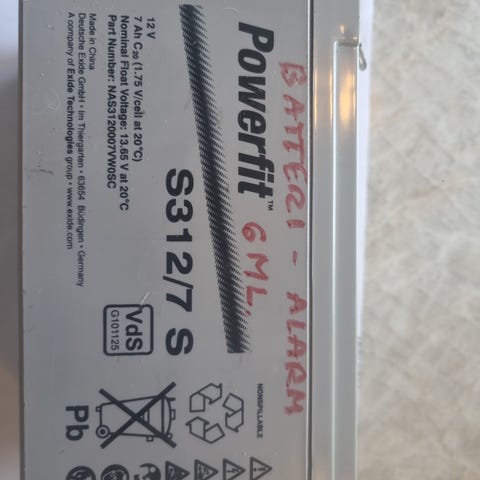 BATTERI - ALARM
6 ML.
Powerfit™
S312/7 S
12 V
7 Ah C20 (1.75 V/cell at 20°C)
Nominal Float Voltage: 13.65 V at 20°C
Part Number: NAS3120007VW0SC
Made in China
Deutsche Exide GmbH • Im Thiergarten • 63654 Büdingen • Germany
A company of Exide Technologies group • www.exide.com
VdS
G101125
NONSPILLABLE
Pb